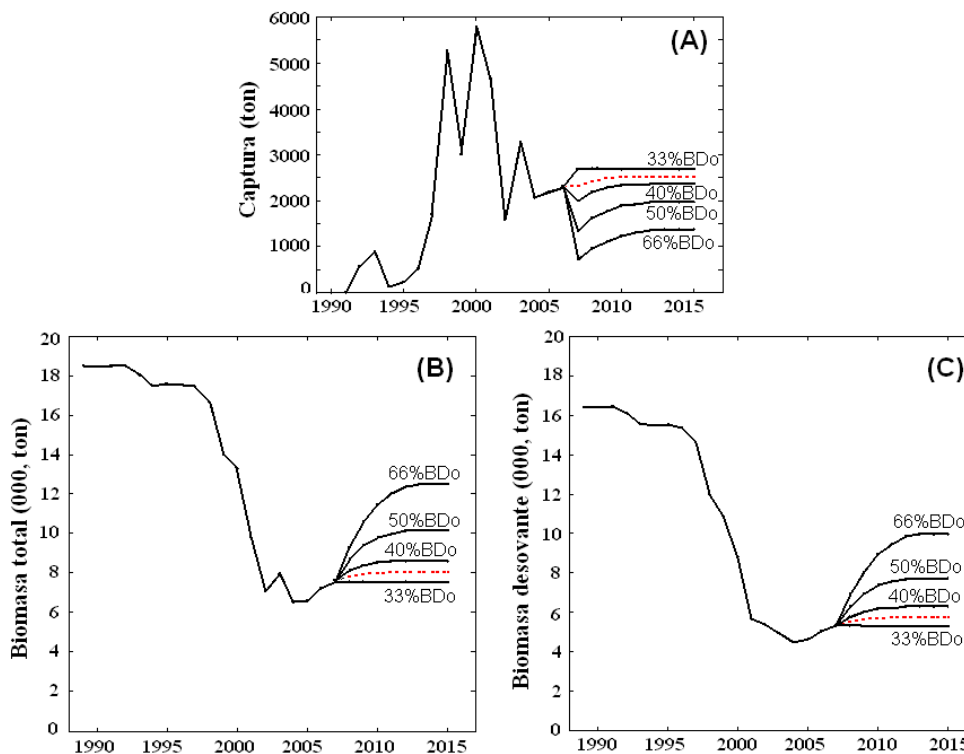 6000
(A)
5000
4000
Captura (ton)
3000
33%BDo
2000
40%BDo
50%BDo
1000
66%BDo
0
1990 1995 2000 2005 2010 2015
20
(B)
18
16
14
Biomasa total (000, ton)
66%BDo
12
50%BDo
10
40%BDo
8
33%BDo
6
4
2
0
1990 1995 2000 2005 2010 2015
20
(C)
18
16
14
Biomasa desovante (000, ton)
12
66%BDo
10
50%BDo
8
40%BDo
6
33%BDo
4
2
0
1990 1995 2000 2005 2010 2015